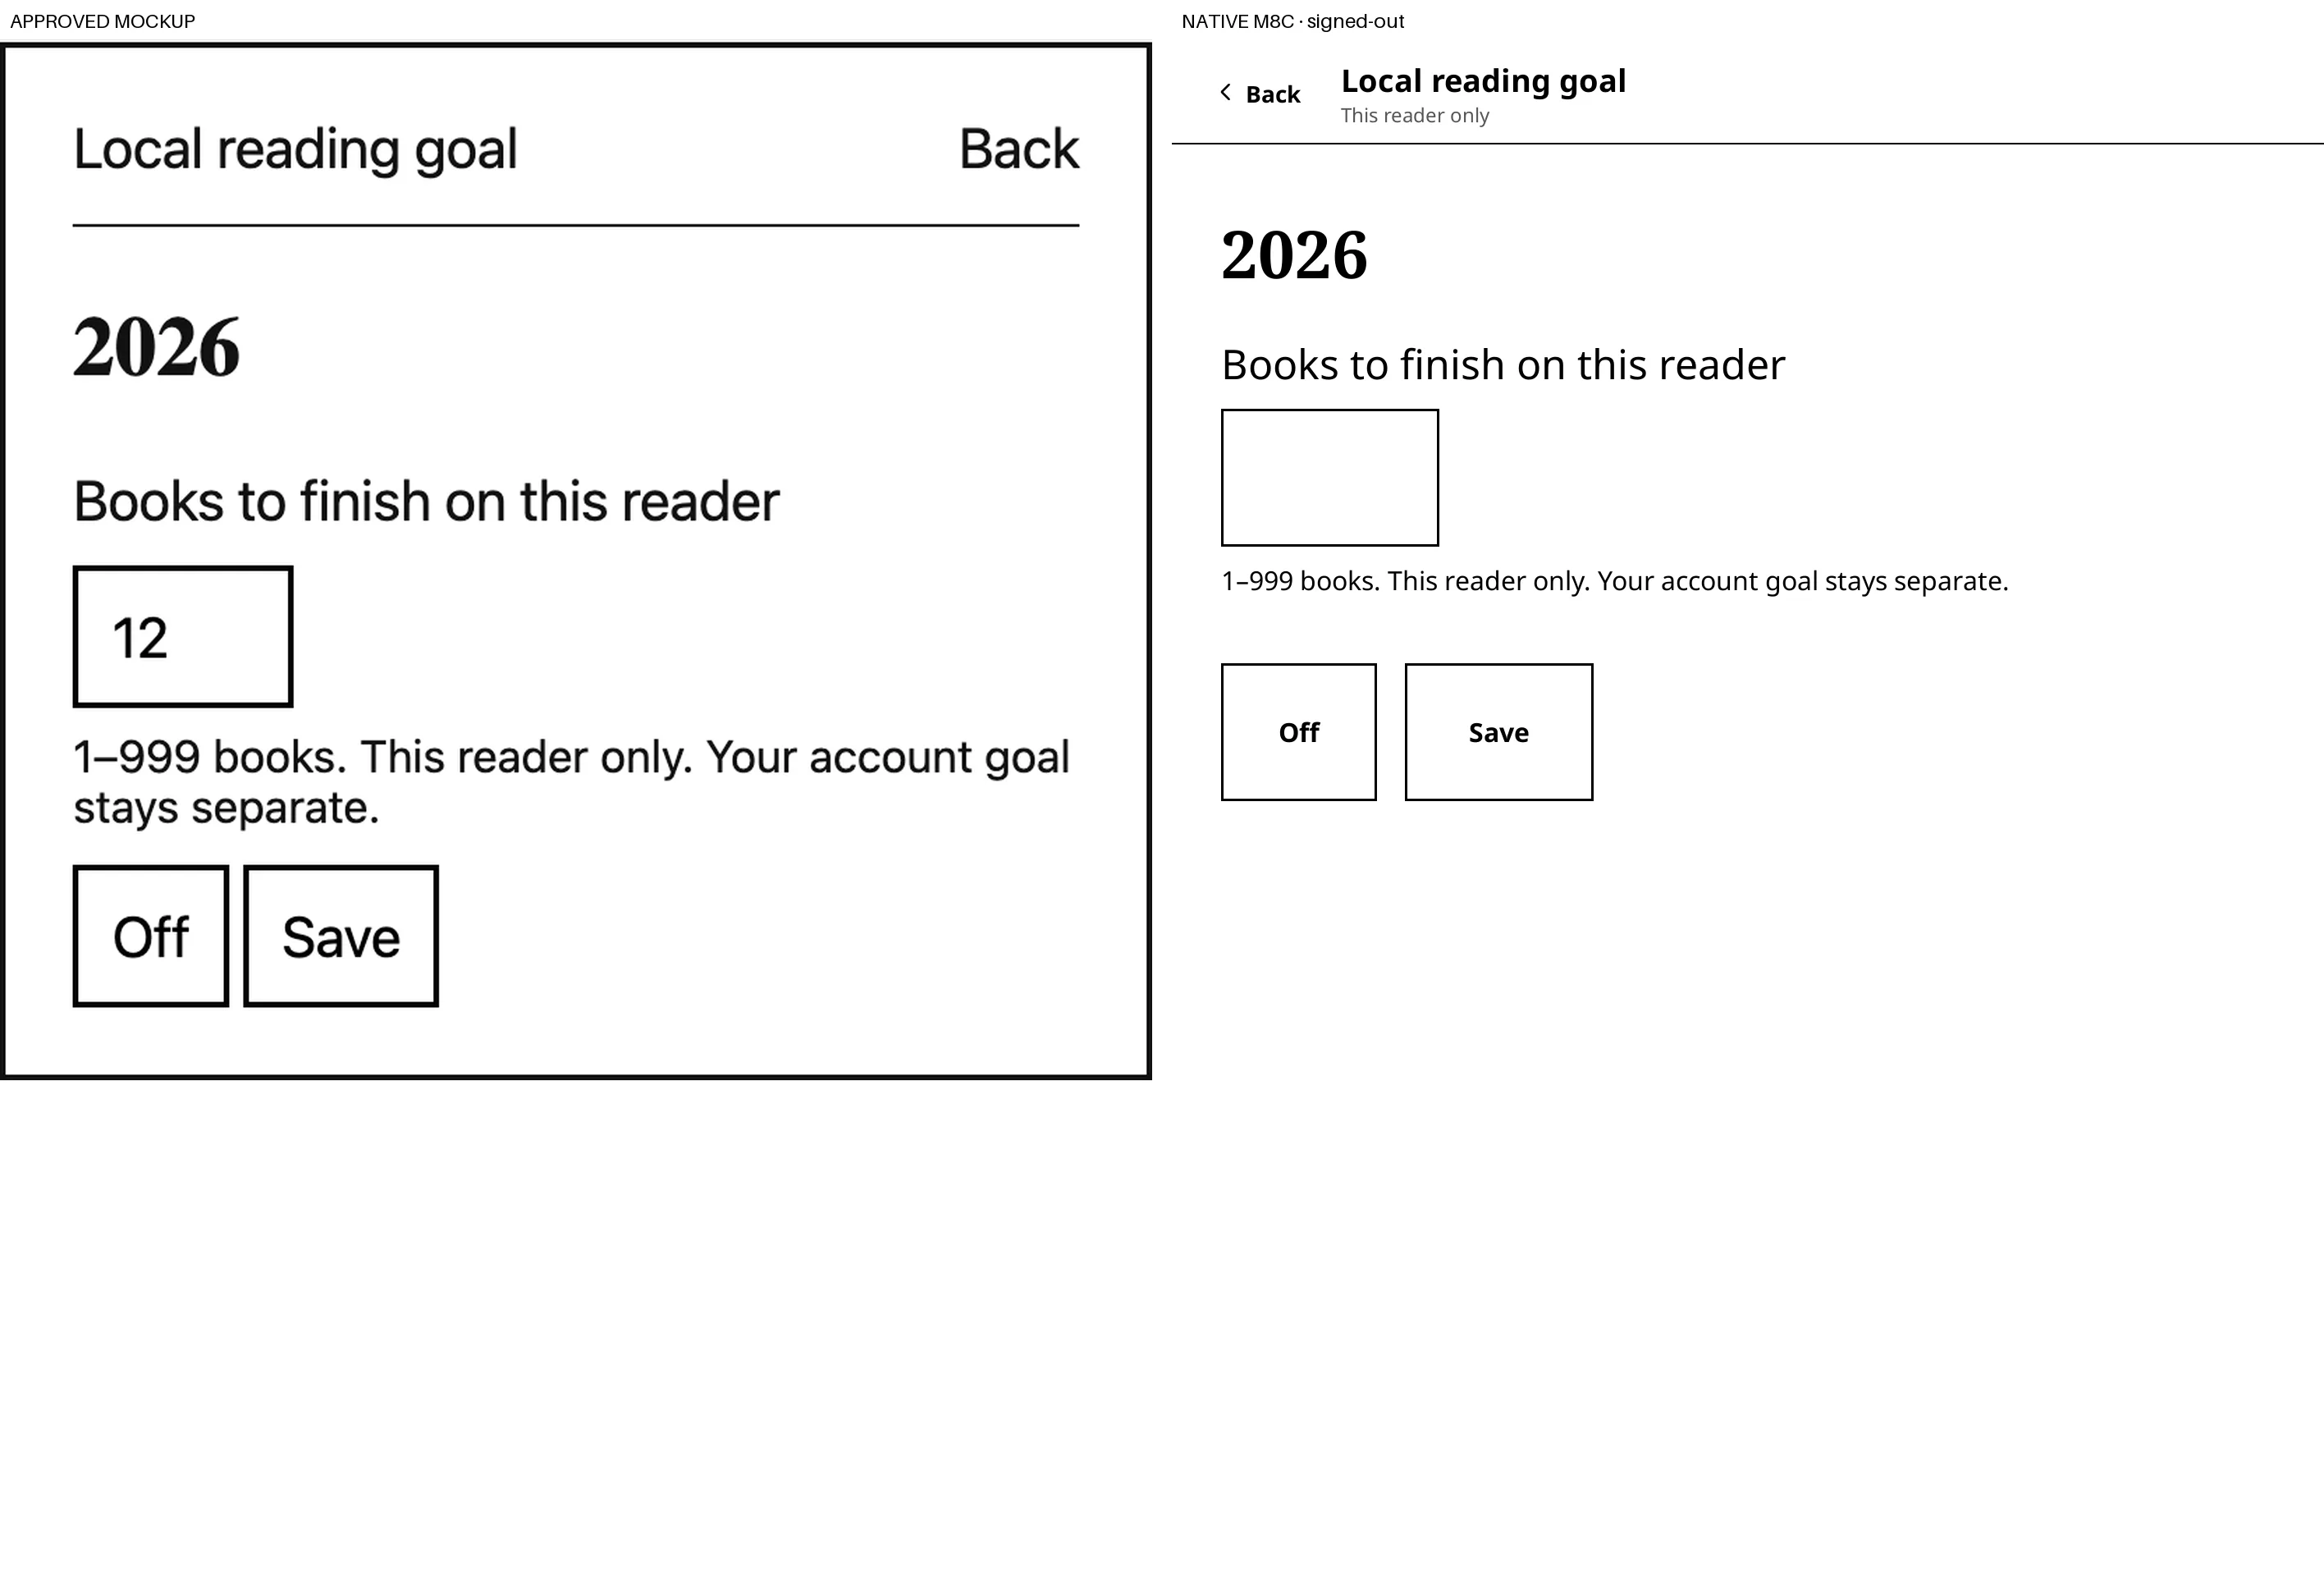 APPROVED MOCKUP
Local reading goal
Back
2026
Books to finish on this reader
12
1–999 books. This reader only. Your account goal
stays separate.
Off
Save
NATIVE M8C · signed-out
Back
Local reading goal
This reader only
2026
Books to finish on this reader
1–999 books. This reader only. Your account goal stays separate.
Off
Save